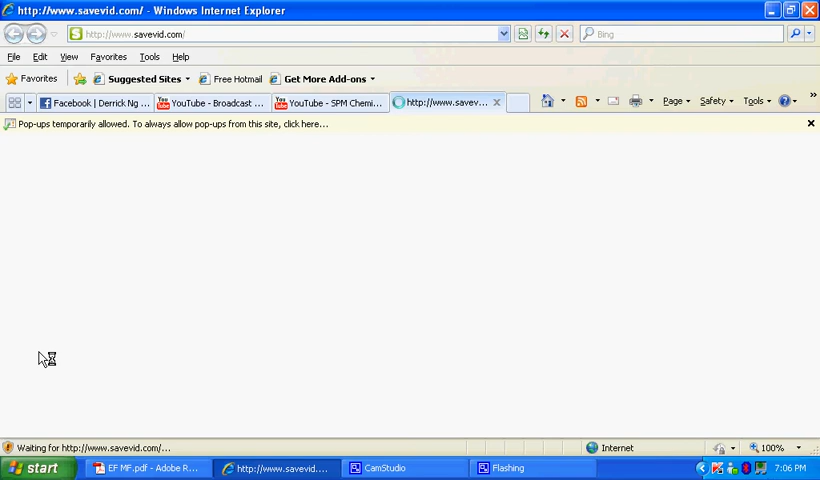 http://www.savevid.com/ - Windows Internet Explorer
http://www.savevid.com/
Bing
File Edit View Favorites Tools Help
Favorites Suggested Sites Free Hotmail Get More Add-ons
Facebook | Derrick Ng ... YouTube - Broadcast ... YouTube - SPM Chemi... http://www.savev... Page Safety Tools
Pop-ups temporarily allowed. To always allow pop-ups from this site, click here...
Waiting for http://www.savevid.com/... Internet 100%
start EF MF.pdf - Adobe R... http://www.savevid.... CamStudio Flashing 7:06 PM